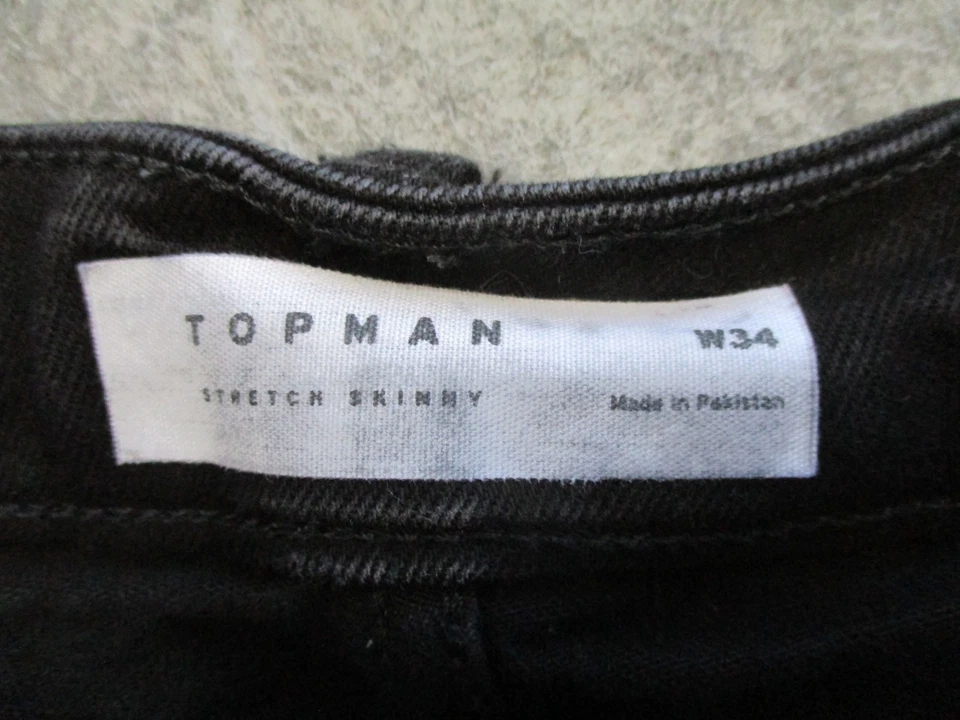 TOPMAN W34
STRETCH SKINNY Made in Pakistan